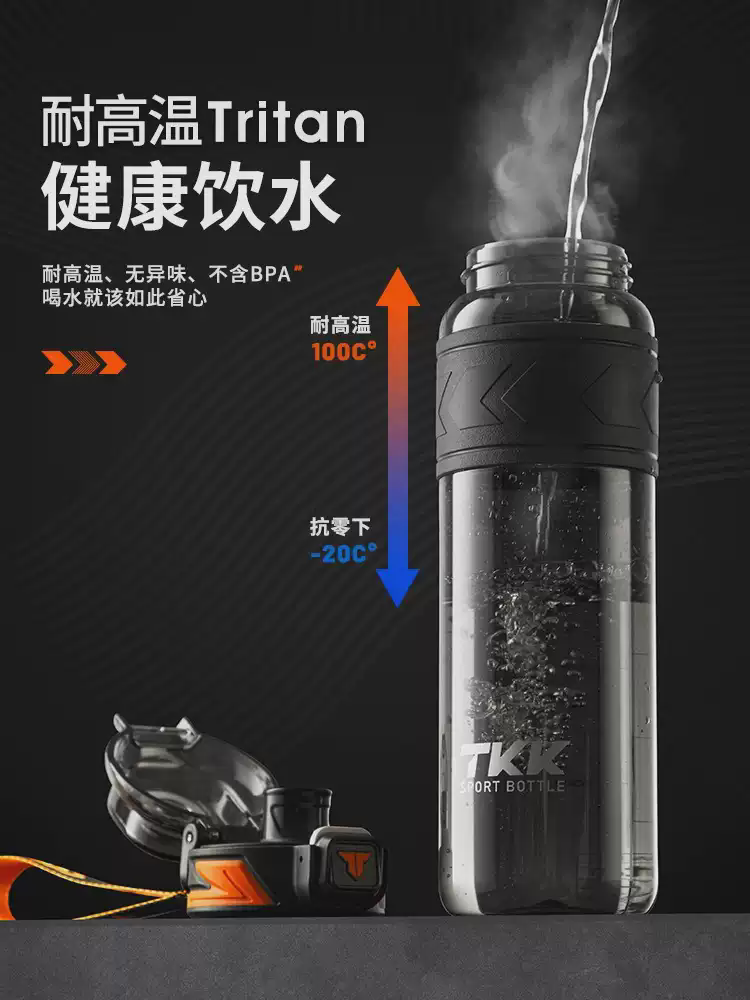 耐高温Tritan
健康饮水
耐高温、无异味、不含BPA"
喝水就该如此省心
耐高温
100C°
抗零下
-20C°
TKK
SPORT BOTTLE